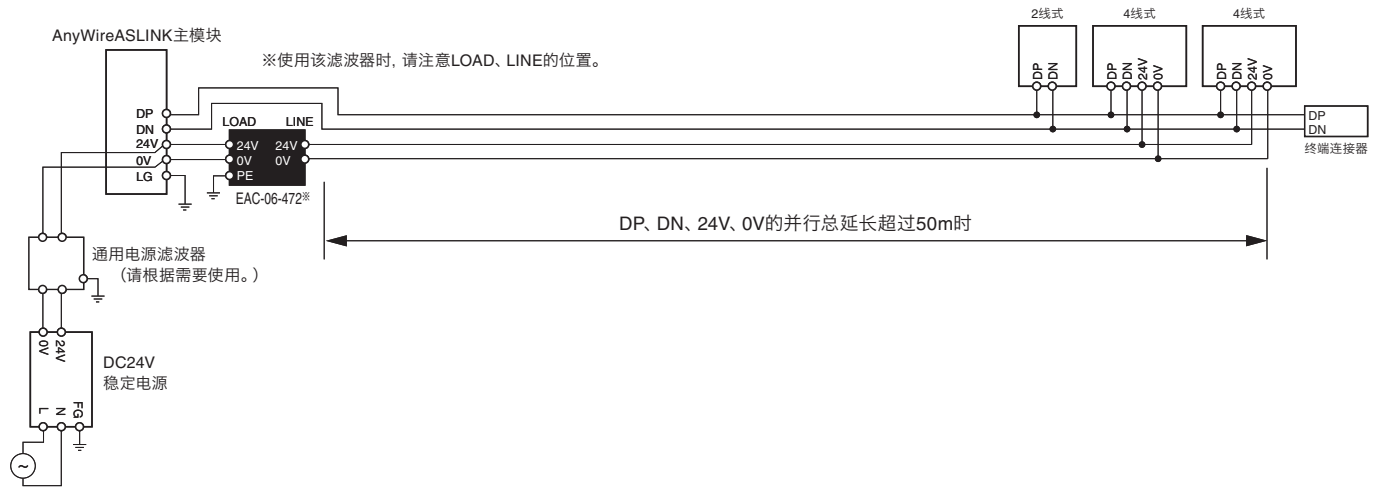 2线式
4线式
4线式
AnyWireASLINK主模块
※使用该滤波器时, 请注意LOAD、LINE的位置。
DP
DN
DP
DN
24V
0V
DP
DN
24V
0V
DP
DN
24V
0V
LG
LOAD
LINE
24V
24V
0V
0V
PE
EAC-06-472※
DP
DN
终端连接器
DP、DN、24V、0V的并行总延长超过50m时
通用电源滤波器
（请根据需要使用。）
0V
24V
DC24V
稳定电源
L
N
FG
~